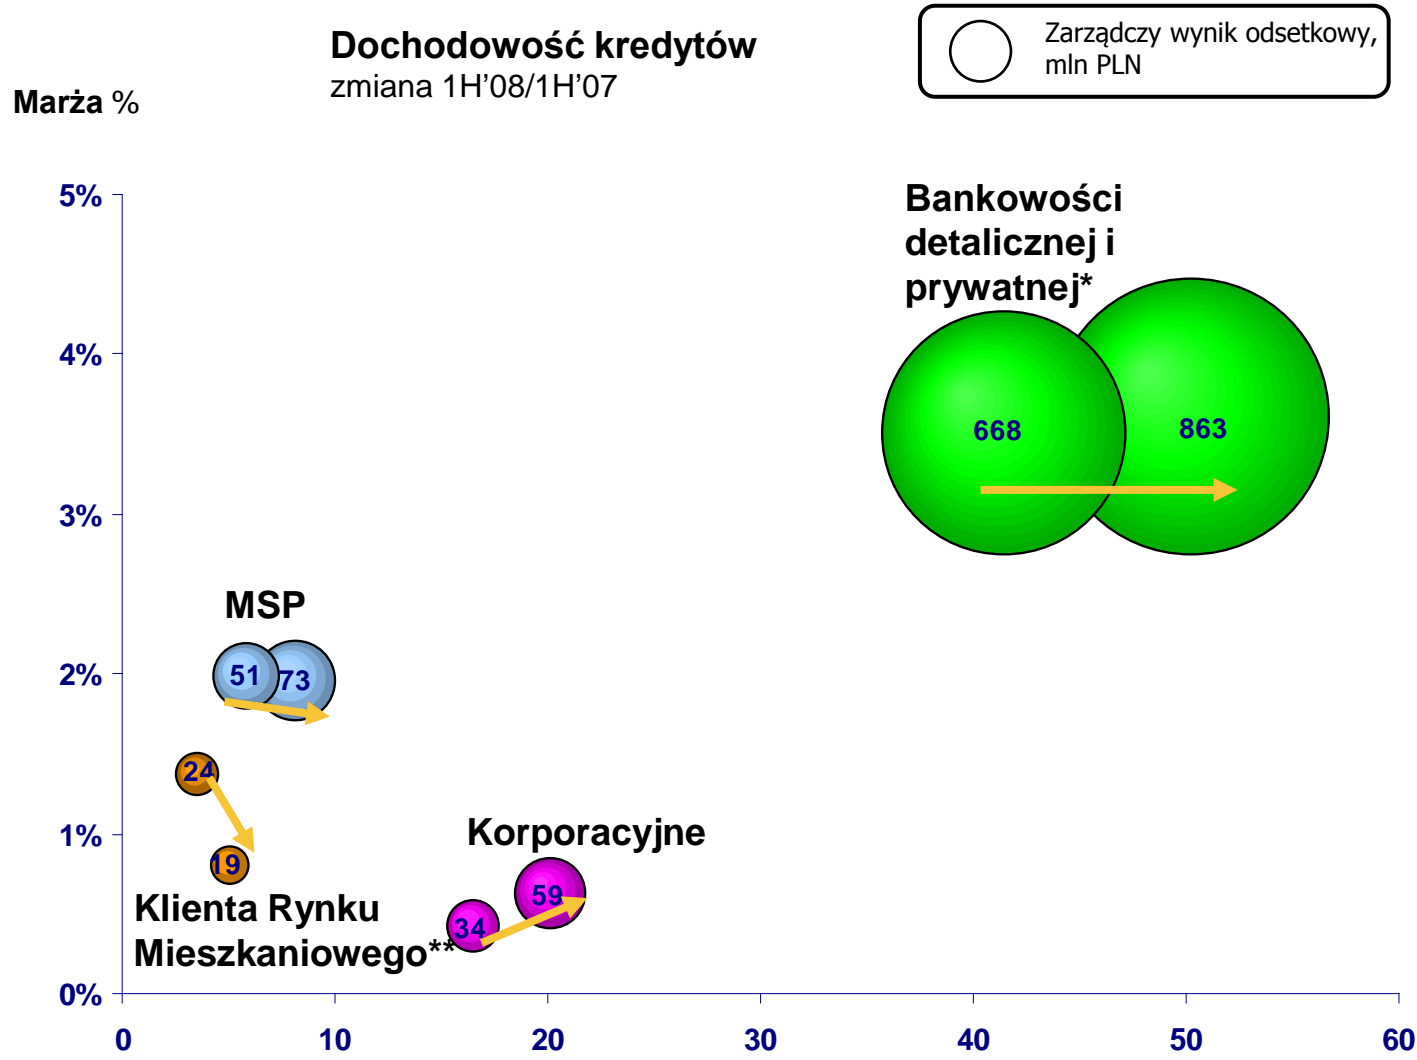 Dochodowość kredytów
zmiana 1H'08/1H'07
Zarządczy wynik odsetkowy,
mln PLN
Marża %
5%
4%
3%
2%
1%
0%
Bankowości
detalicznej i
prywatnej*
668
863
MSP
51
73
24
19
Klienta Rynku
Mieszkaniowego**
Korporacyjne
34
59
0
10
20
30
40
50
60